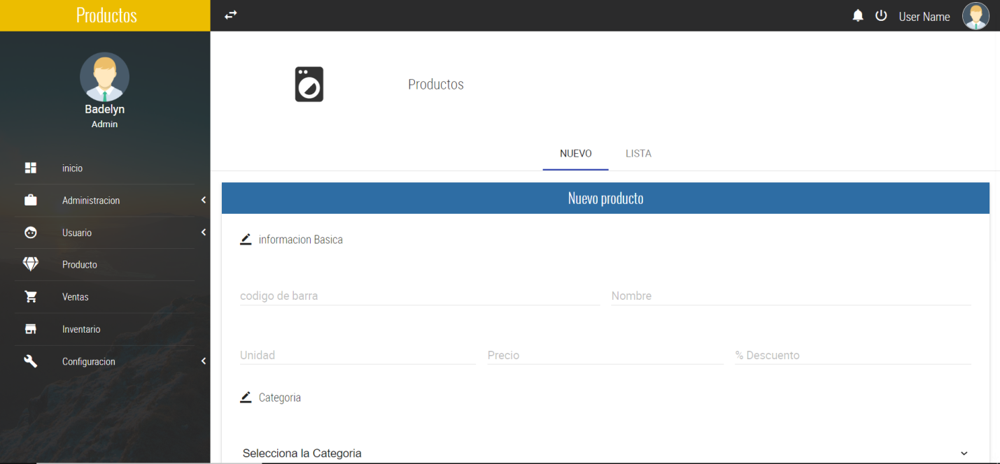 Productos
User Name
Badelyn
Admin
inicio
Administracion
Usuario
Producto
Ventas
Inventario
Configuracion
Productos
NUEVO LISTA
Nuevo producto
informacion Basica
codigo de barra Nombre
Unidad Precio % Descuento
Categoria
Selecciona la Categoria